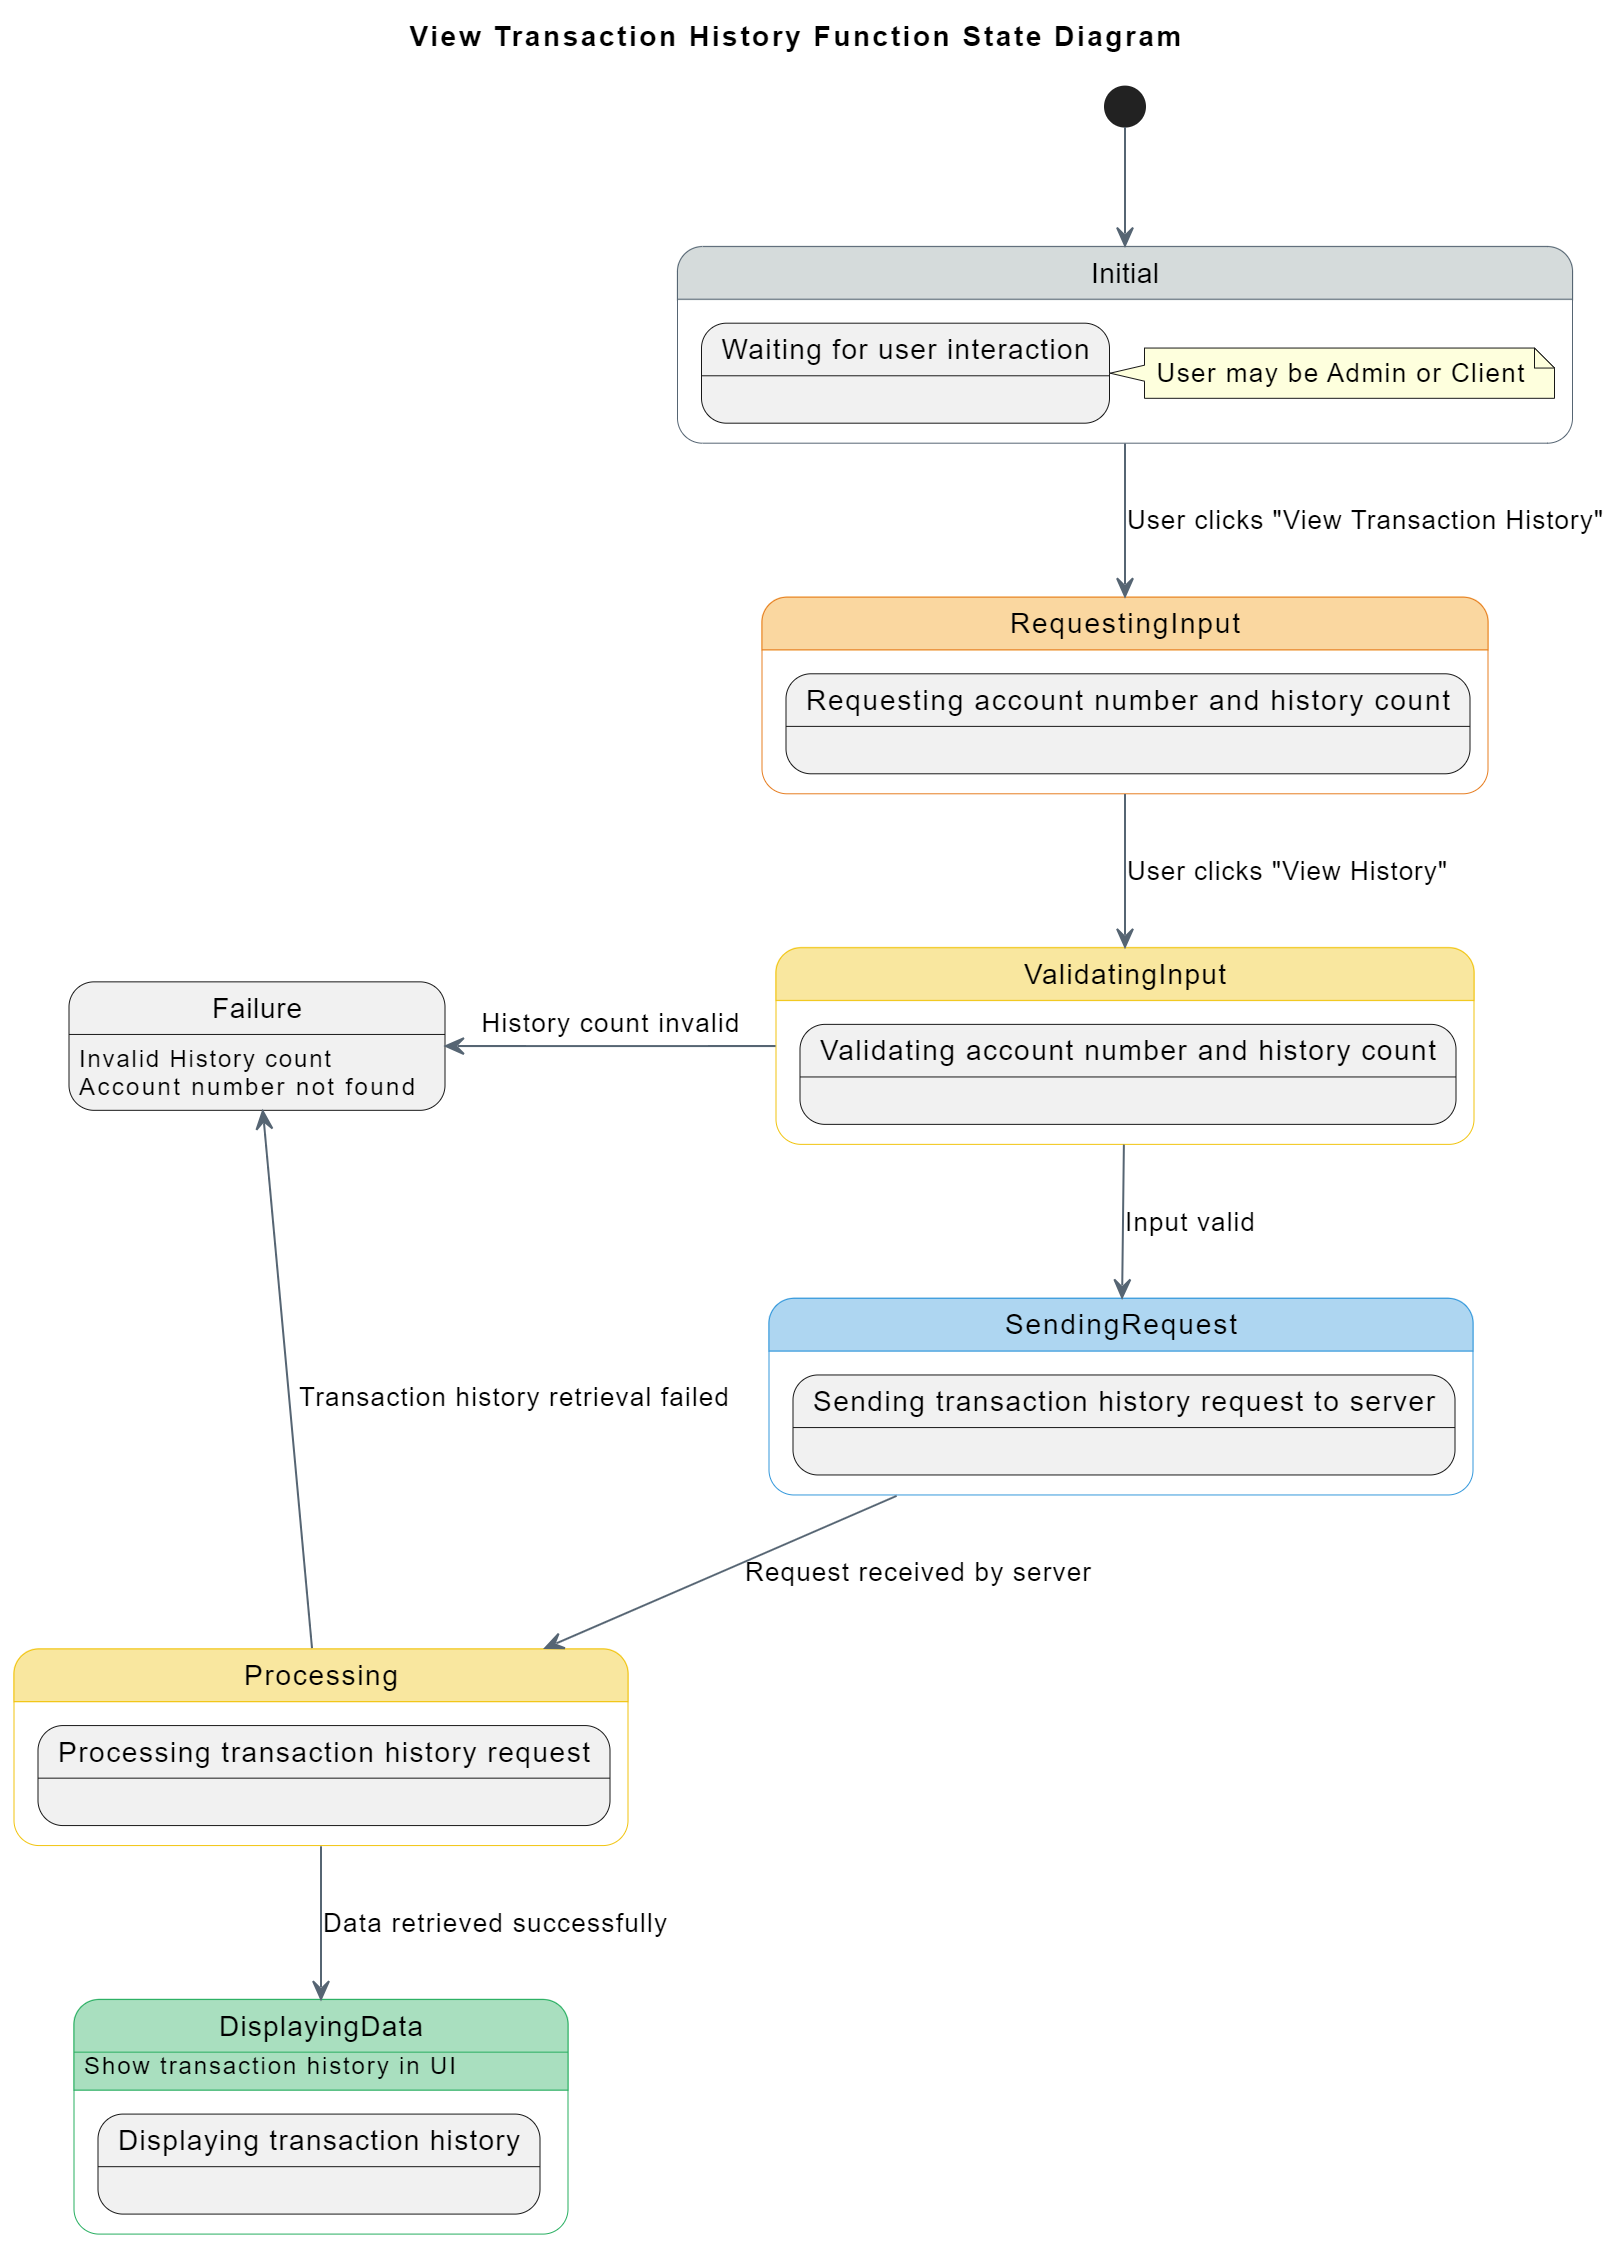 View Transaction History Function State Diagram
Initial
Waiting for user interaction
User may be Admin or Client
User clicks "View Transaction History"
RequestingInput
Requesting account number and history count
User clicks "View History"
ValidatingInput
Validating account number and history count
History count invalid
Failure
Invalid History count
Account number not found
Input valid
SendingRequest
Sending transaction history request to server
Transaction history retrieval failed
Request received by server
Processing
Processing transaction history request
Data retrieved successfully
DisplayingData
Show transaction history in UI
Displaying transaction history